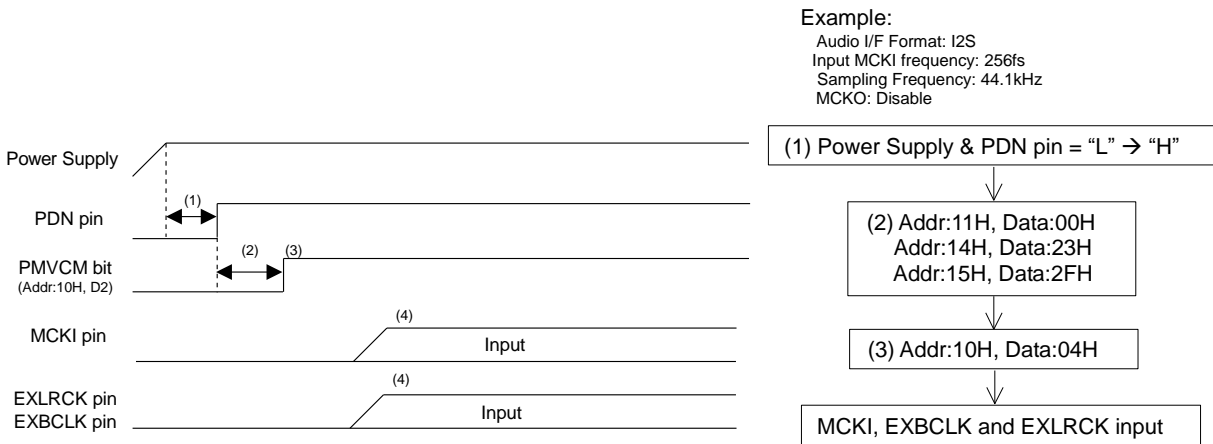 Example:
Audio I/F Format: I2S
Input MCKI frequency: 256fs
Sampling Frequency: 44.1kHz
MCKO: Disable
Power Supply
(1)
PDN pin
(2)
(3)
PMVCM bit
(Addr:10H, D2)
MCKI pin
(4)
Input
EXLRCK pin
EXBCLK pin
(4)
Input
(1) Power Supply & PDN pin = “L” → “H”
(2) Addr:11H, Data:00H
Addr:14H, Data:23H
Addr:15H, Data:2FH
(3) Addr:10H, Data:04H
MCKI, EXBCLK and EXLRCK input